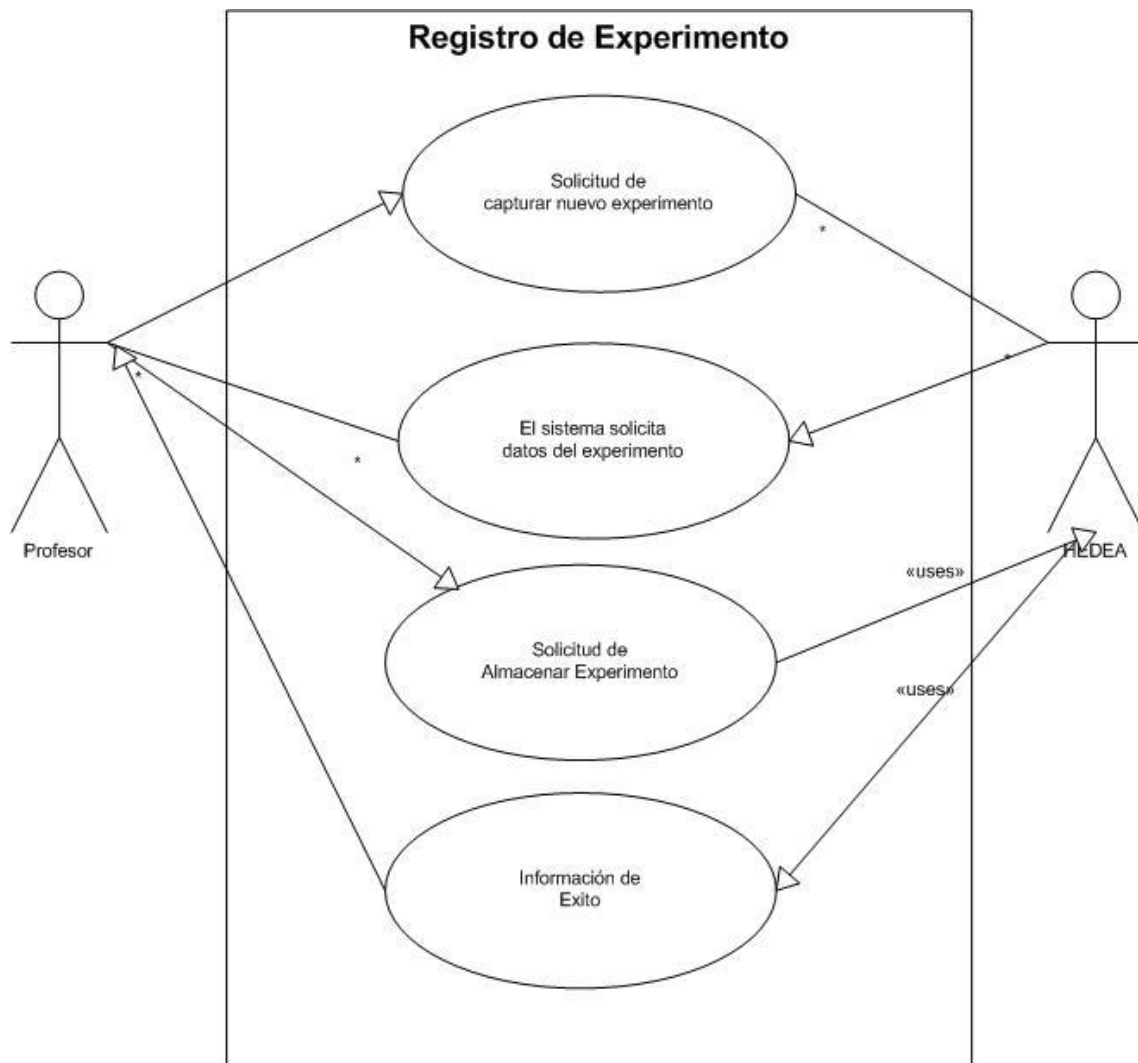 Registro de Experimento
Solicitud de
capturar nuevo experimento
*
*
El sistema solicita
datos del experimento
*
*
Profesor
HEDEA
«uses»
Solicitud de
Almacenar Experimento
«uses»
Información de
Exito